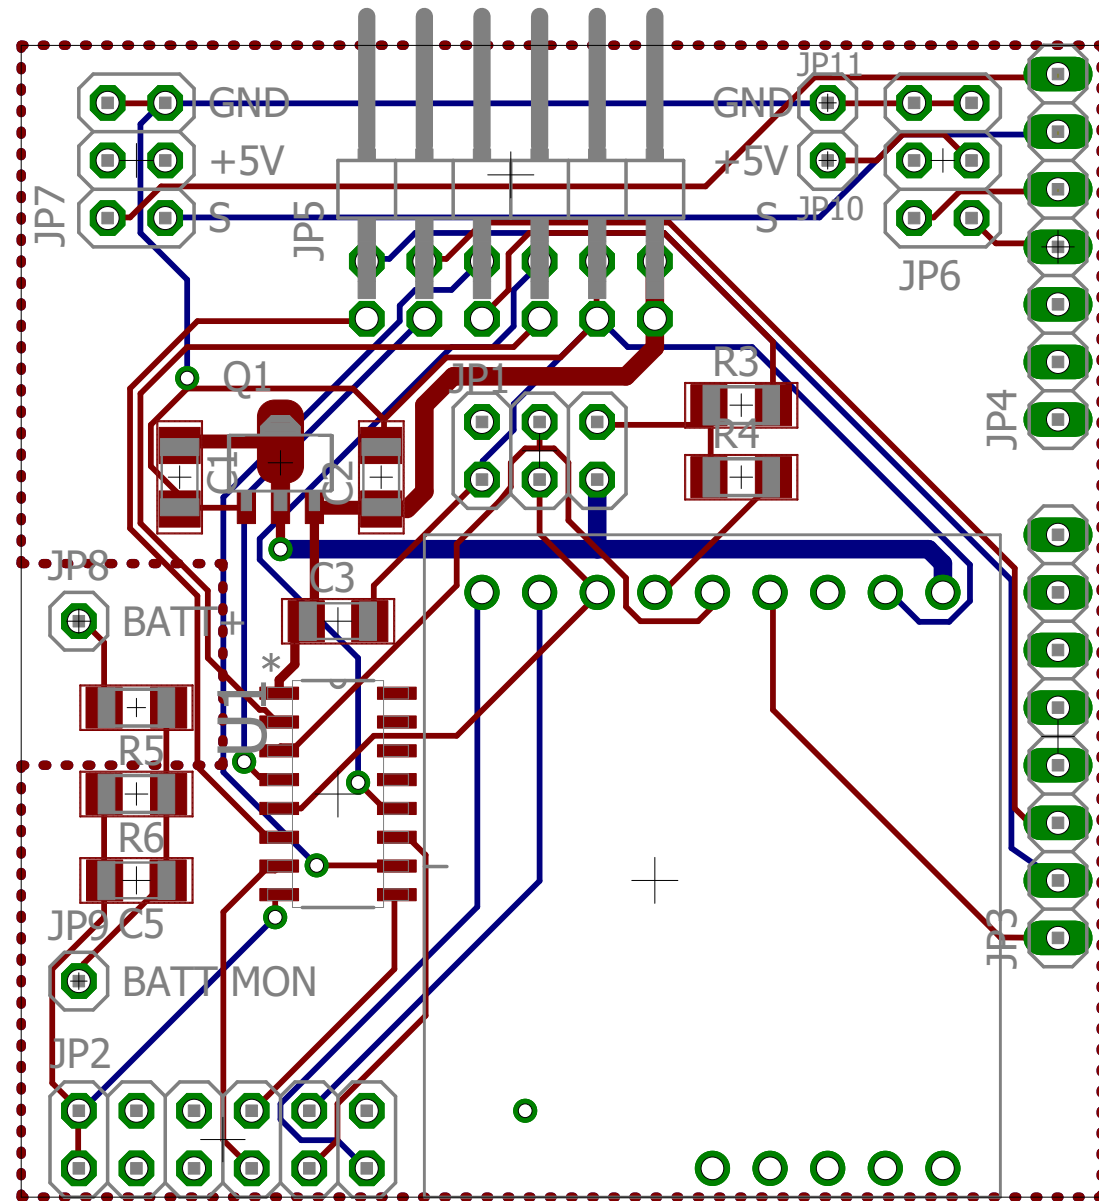 JP11
GND
GND
+5V
+5V
JP7
S
JP5
S
JP10
JP6
Q1
JP1
R3
JP4
R4
C1
C2
JP8
C3
BATT+
*
U1
R5
R6
JP9
C5
JP3
BATT MON
JP2